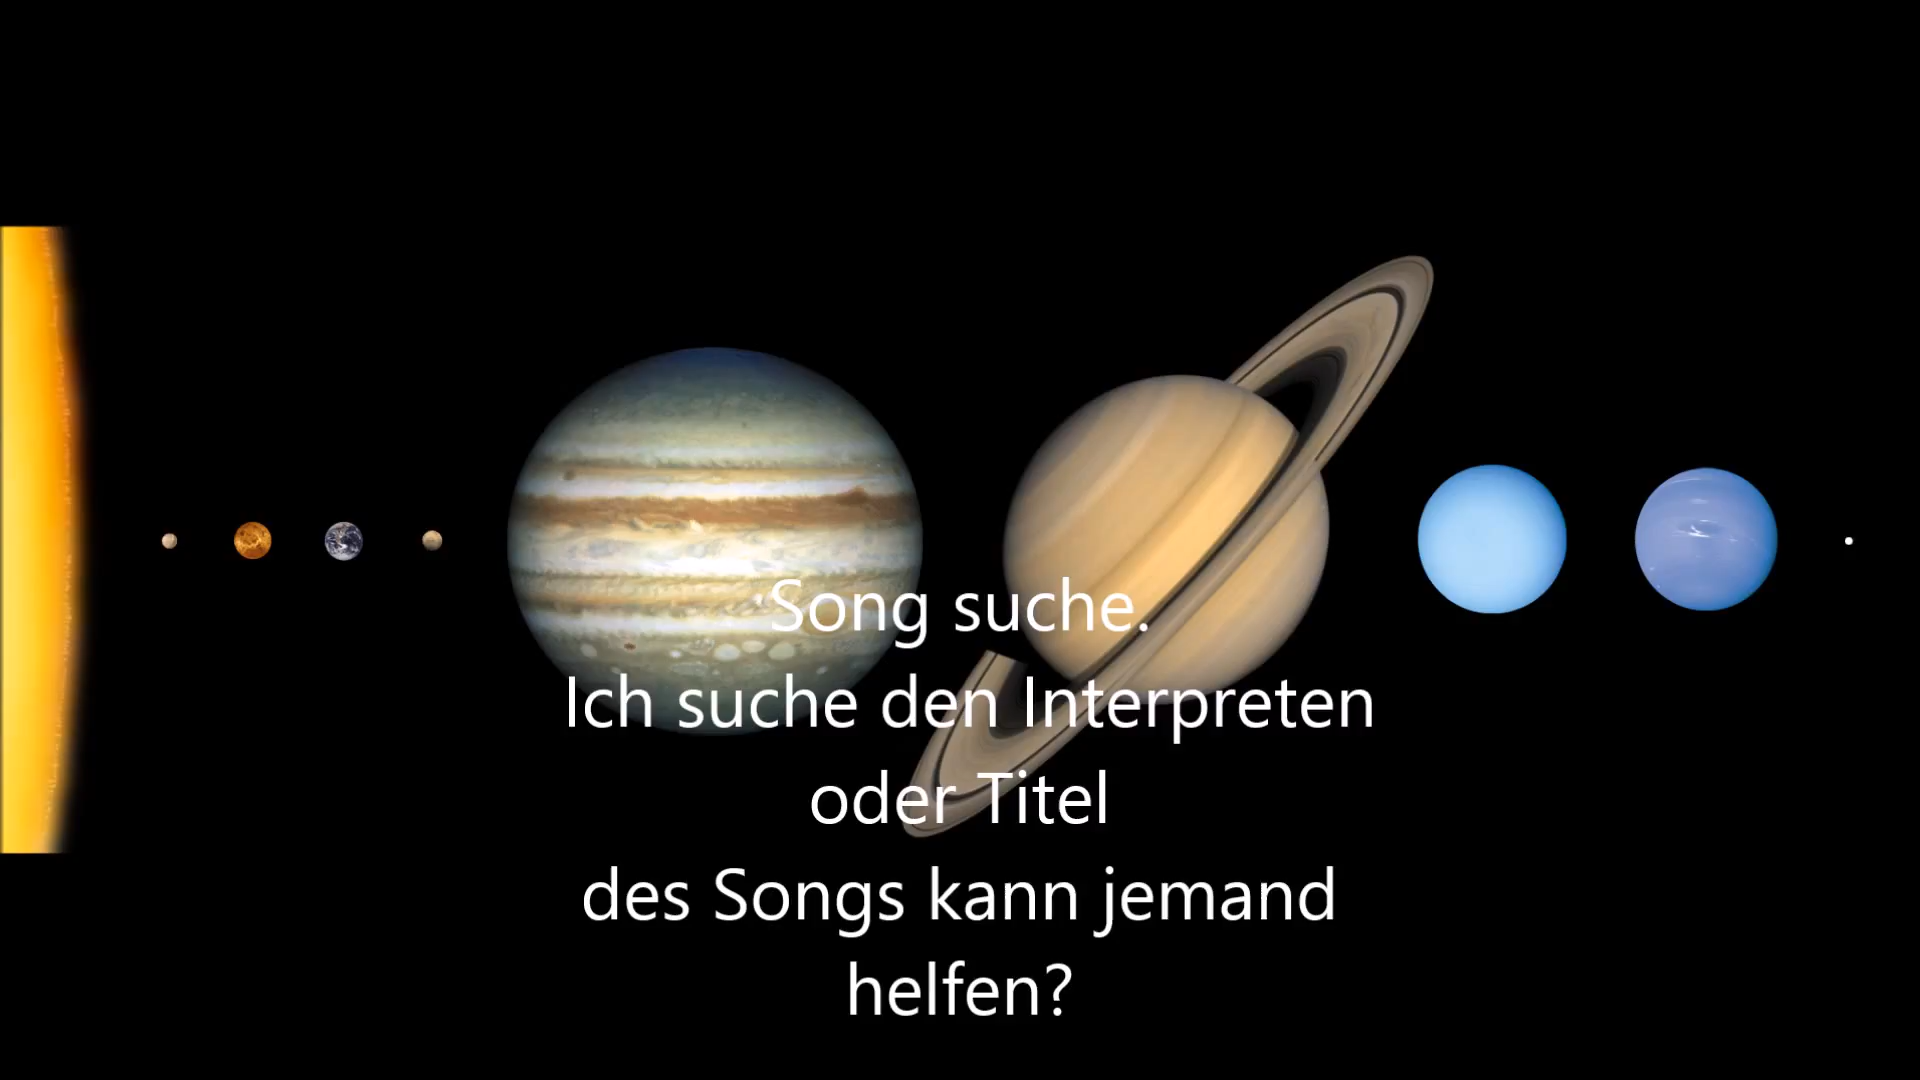 Song suche.
Ich suche den Interpreten
oder Titel
des Songs kann jemand
helfen?